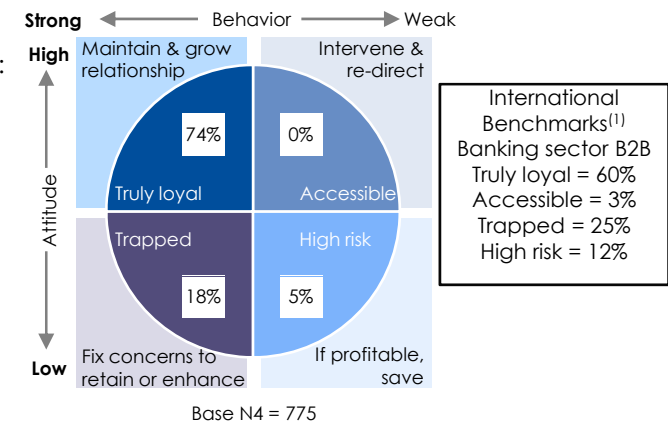 Strong Behavior Weak
High
:
Maintain & grow
relationship
Intervene &
re-direct
74%
0%
Truly loyal
Accessible
Attitude
Trapped
High risk
18%
5%
Low
Fix concerns to
retain or enhance
If profitable,
save
Base N4 = 775
International
Benchmarks(1)
Banking sector B2B
Truly loyal = 60%
Accessible = 3%
Trapped = 25%
High risk = 12%